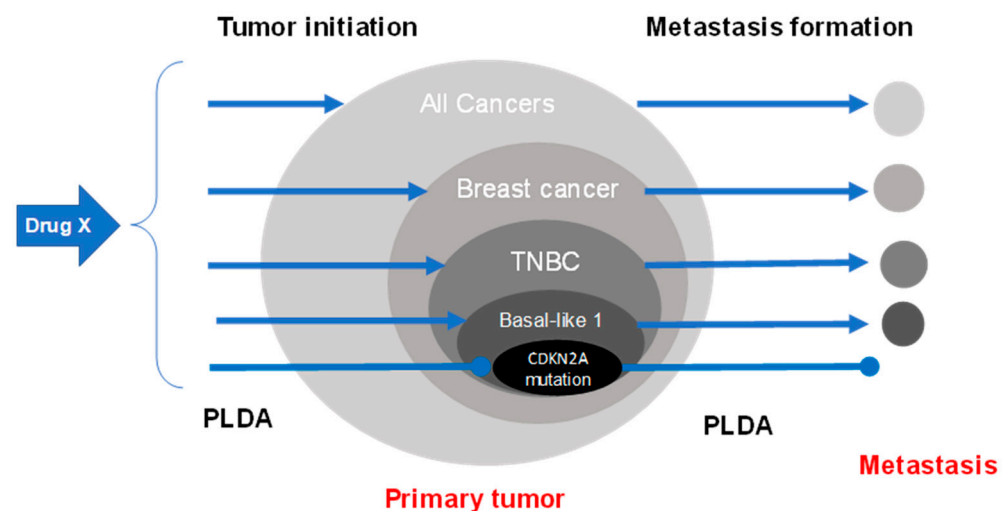 Tumor initiation
Metastasis formation
All Cancers
Breast cancer
Drug X
TNBC
Basal-like 1
CDKN2A
mutation
PLDA
PLDA
Metastasis
Primary tumor